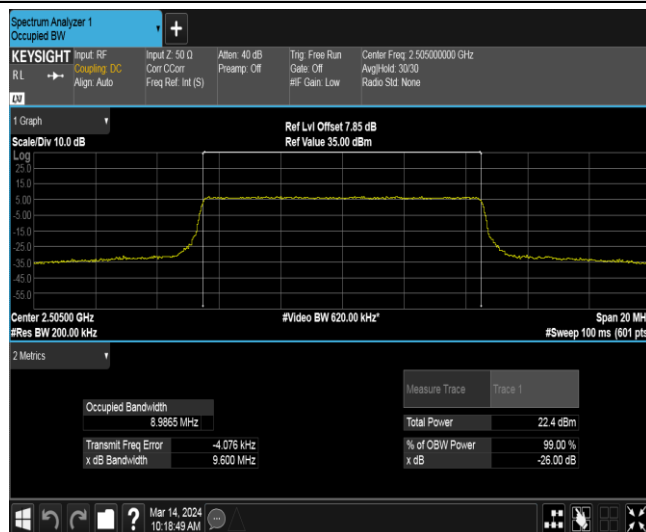 Spectrum Analyzer 1
Occupied BW
KEYSIGHT
Input: RF
Coupling: DC
Align: Auto
Input Z: 50 Ω
Corr CCorr
Freq Ref: Int (S)
Atten: 40 dB
Preamp: Off
Trig: Free Run
Gate: Off
#IF Gain: Low
Center Freq: 2.505000000 GHz
Avg|Hold: 30/30
Radio Std: None
RL
LXI
1 Graph
Scale/Div 10.0 dB
Ref Lvl Offset 7.85 dB
Ref Value 35.00 dBm
Log
25.0
15.0
5.00
-5.00
-15.0
-25.0
-35.0
-45.0
-55.0
Center 2.50500 GHz
#Video BW 620.00 kHz*
Span 20 MH
#Res BW 200.00 kHz
#Sweep 100 ms (601 pts
2 Metrics
Measure Trace
Trace 1
Occupied Bandwidth
8.9865 MHz
Total Power
22.4 dBm
Transmit Freq Error
-4.076 kHz
% of OBW Power
99.00 %
x dB Bandwidth
9.600 MHz
x dB
-26.00 dB
?
Mar 14, 2024
10:18:49 AM